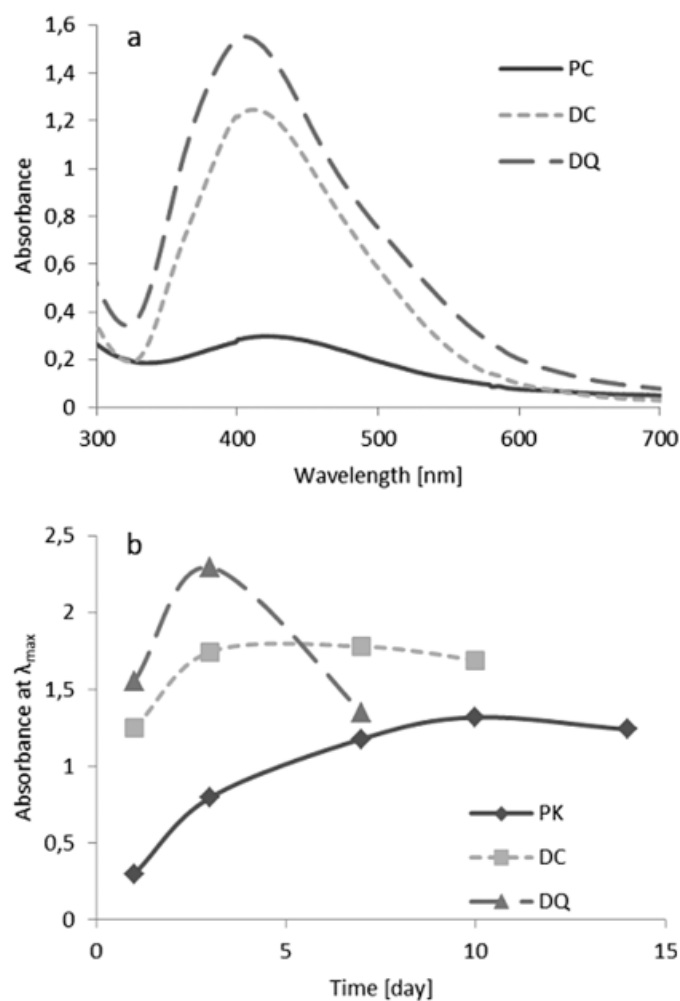 a
1,6
1,4
1,2
1
0,8
0,6
0,4
0,2
0
Absorbance
PC
DC
DQ
300 400 500 600 700
Wavelength [nm]
b
2,5
2
1,5
1
0,5
0
Absorbance at λmax
PK
DC
DQ
0 5 10 15
Time [day]